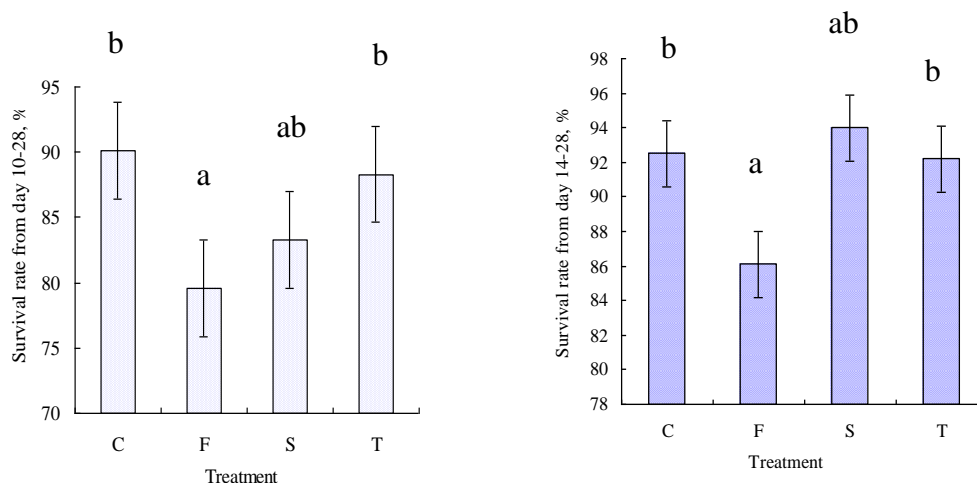 b
b
ab
a
Survival rate from day 10-28, %
95
90
85
80
75
70
C F S T
Treatment
ab
b
b
a
Survival rate from day 14-28, %
98
96
94
92
90
88
86
84
82
80
78
C F S T
Treatment